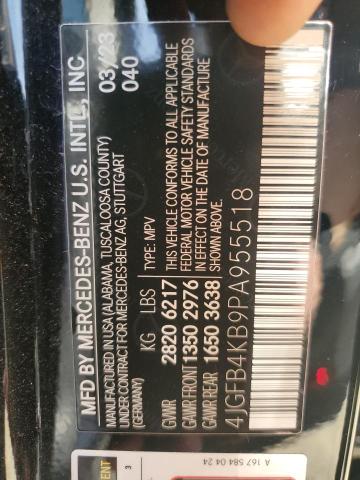 MFD BY MERCEDES-BENZ U.S. INTL, INC
MANUFACTURED IN USA (ALABAMA, TUSCALOOSA COUNTY)
UNDER CONTRACT FOR MERCEDES-BENZ AG, STUTTGART
(GERMANY)
03/23
040
KG LBS TYPE: MPV
GWR 2820 6217
GAWR FRONT 1350 2976
GAWR REAR 1650 3638
THIS VEHICLE CONFORMS TO ALL APPLICABLE
FEDERAL MOTOR VEHICLE SAFETY STANDARDS
IN EFFECT ON THE DATE OF MANUFACTURE
SHOWN ABOVE.
4JGFB4KB9PA955518
3
A 167 584 04 24